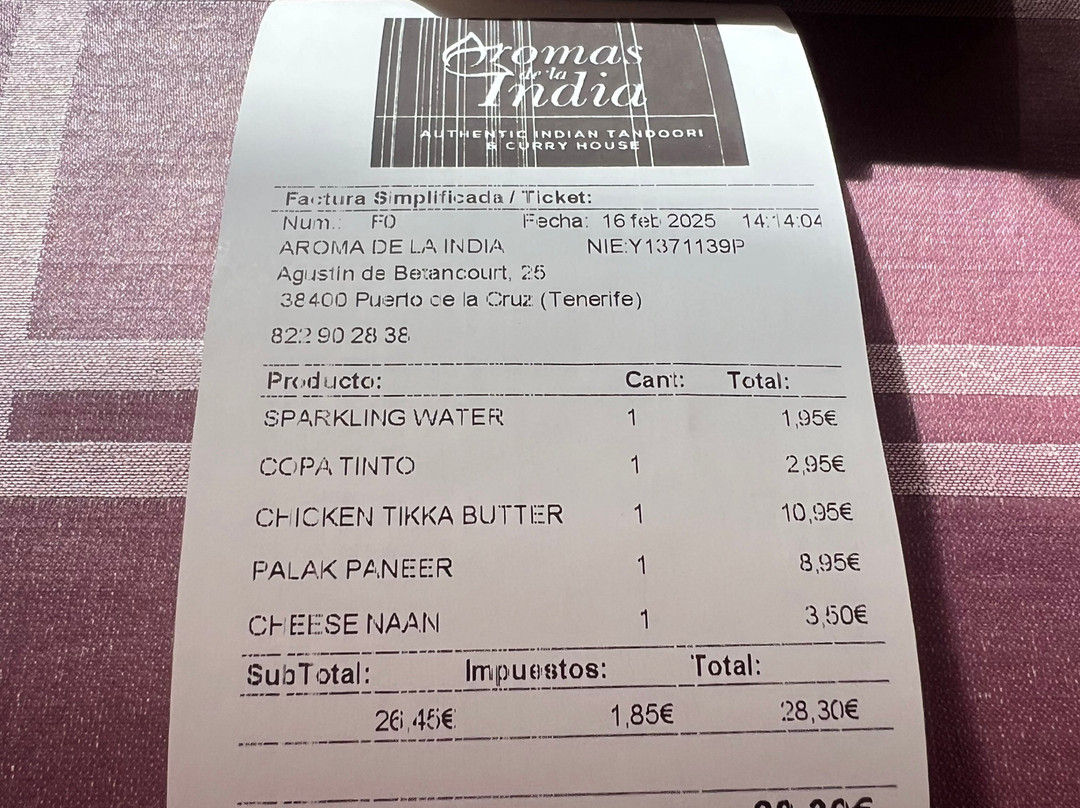 Aromas
de la
India
AUTHENTIC INDIAN TANDOORI
& CURRY HOUSE
Factura Simplificada / Ticket:
Num.: F0 Fecha: 16 feb 2025 14:14:04
AROMA DE LA INDIA NIE:Y1371139P
Agustin de Betancourt, 25
38400 Puerto de la Cruz (Tenerife)
822 90 28 38
Producto: Cant: Total:
SPARKLING WATER 1 1,95€
COPA TINTO 1 2,95€
CHICKEN TIKKA BUTTER 1 10,95€
PALAK PANEER 1 8,95€
CHEESE NAAN 1 3,50€
SubTotal: Impuestos: Total:
26,45€ 1,85€ 28,30€